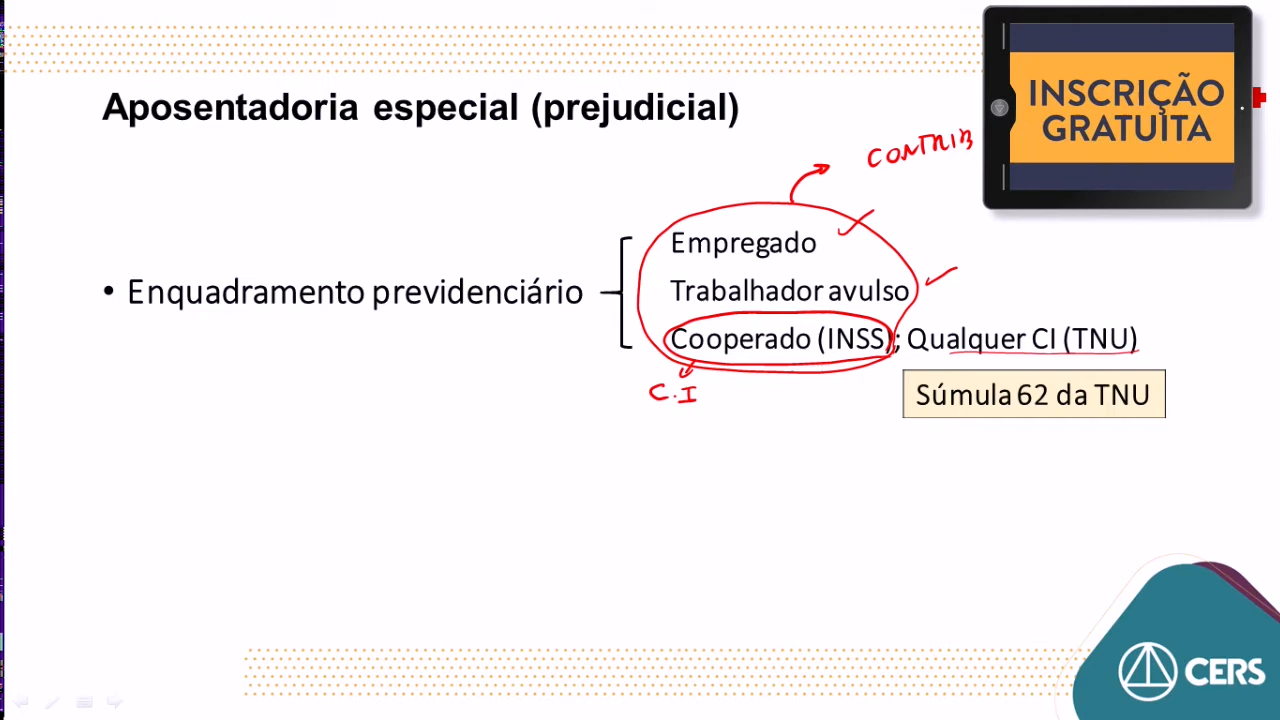 Aposentadoria especial (prejudicial)
INSCRIÇÃO
GRATUITA
CONTRIB
• Enquadramento previdenciário
Empregado
Trabalhador avulso
Cooperado (INSS); Qualquer CI (TNU)
C.I
Súmula 62 da TNU
CERS